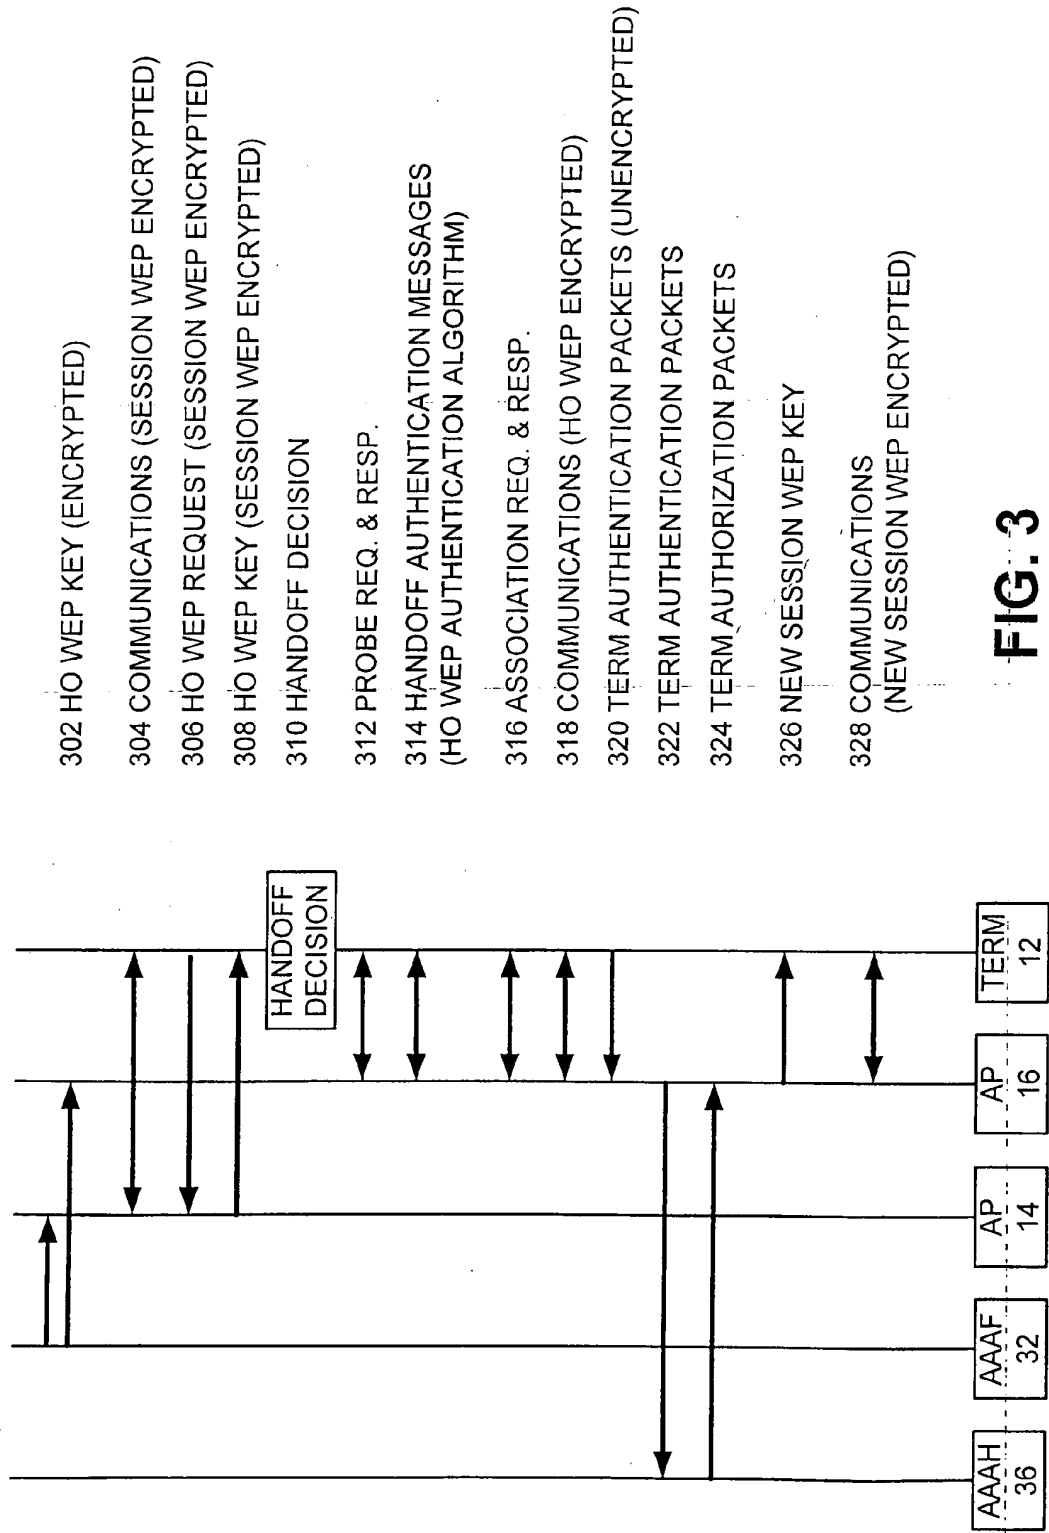 302 HO WEP KEY (ENCRYPTED)
304 COMMUNICATIONS (SESSION WEP ENCRYPTED)
306 HO WEP REQUEST (SESSION WEP ENCRYPTED)
308 HO WEP KEY (SESSION WEP ENCRYPTED)
310 HANDOFF DECISION
312 PROBE REQ. & RESP.
314 HANDOFF AUTHENTICATION MESSAGES
(HO WEP AUTHENTICATION ALGORITHM)
316 ASSOCIATION REQ. & RESP.
318 COMMUNICATIONS (HO WEP ENCRYPTED)
320 TERM AUTHENTICATION PACKETS (UNENCRYPTED)
322 TERM AUTHENTICATION PACKETS
324 TERM AUTHORIZATION PACKETS
326 NEW SESSION WEP KEY
328 COMMUNICATIONS
(NEW SESSION WEP ENCRYPTED)
HANDOFF
DECISION
AAAH
36
AAAF
32
AP
14
AP
16
TERM
12
FIG. 3